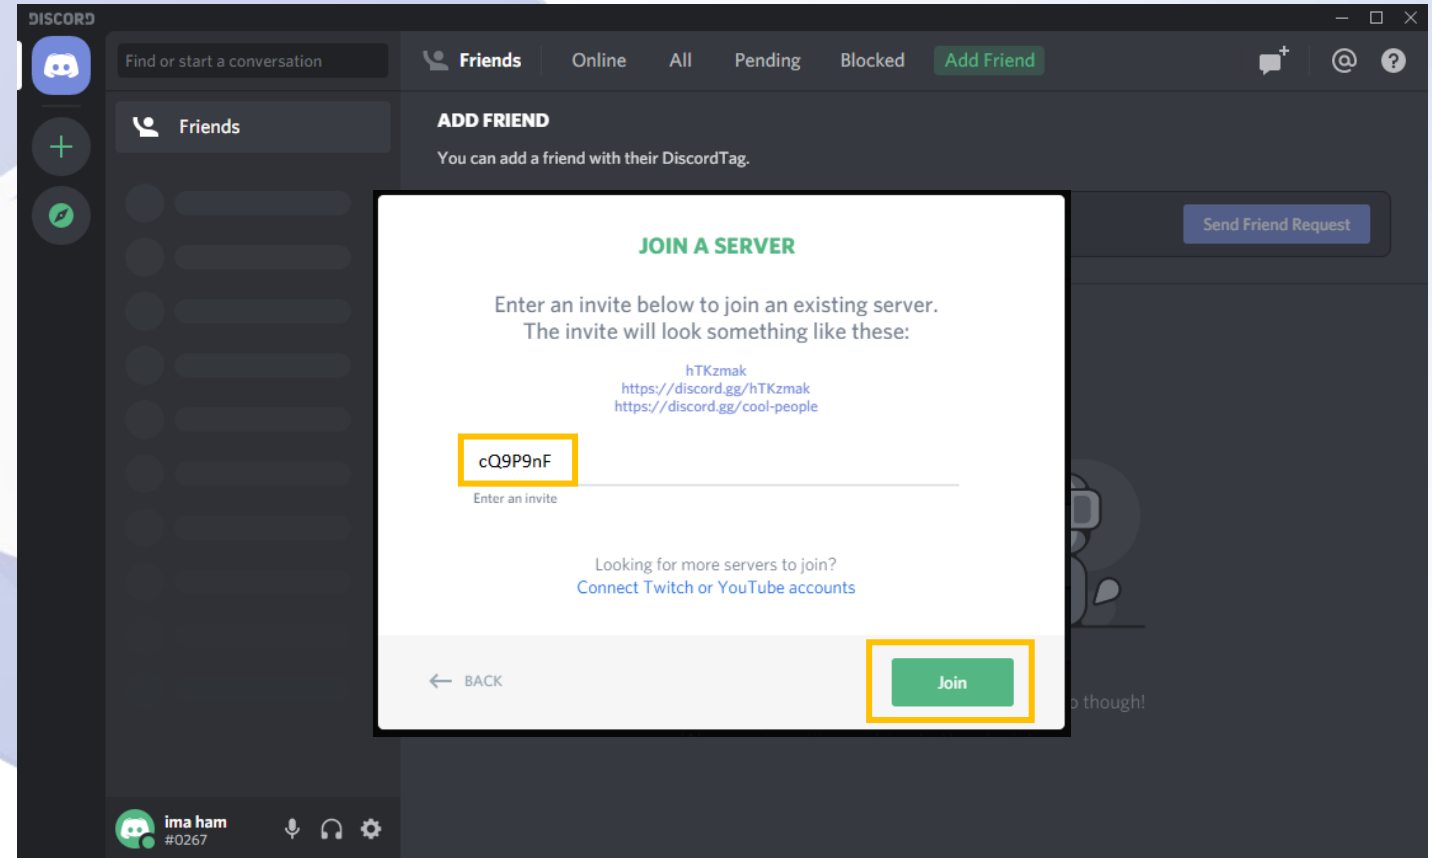 DISCORD
Find or start a conversation
Friends
Online
All
Pending
Blocked
Add Friend
Friends
ADD FRIEND
You can add a friend with their DiscordTag.
Send Friend Request
JOIN A SERVER
Enter an invite below to join an existing server.
The invite will look something like these:
hTKzmak
https://discord.gg/hTKzmak
https://discord.gg/cool-people
cQ9P9nF
Enter an invite
Looking for more servers to join?
Connect Twitch or YouTube accounts
BACK
Join
though!
ima ham
#0267